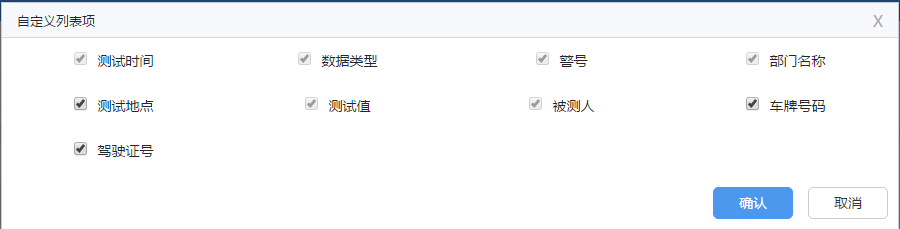 自定义列表项 X
测试时间 数据类型 警号 部门名称
测试地点 测试值 被测人 车牌号码
驾驶证号
确认 取消